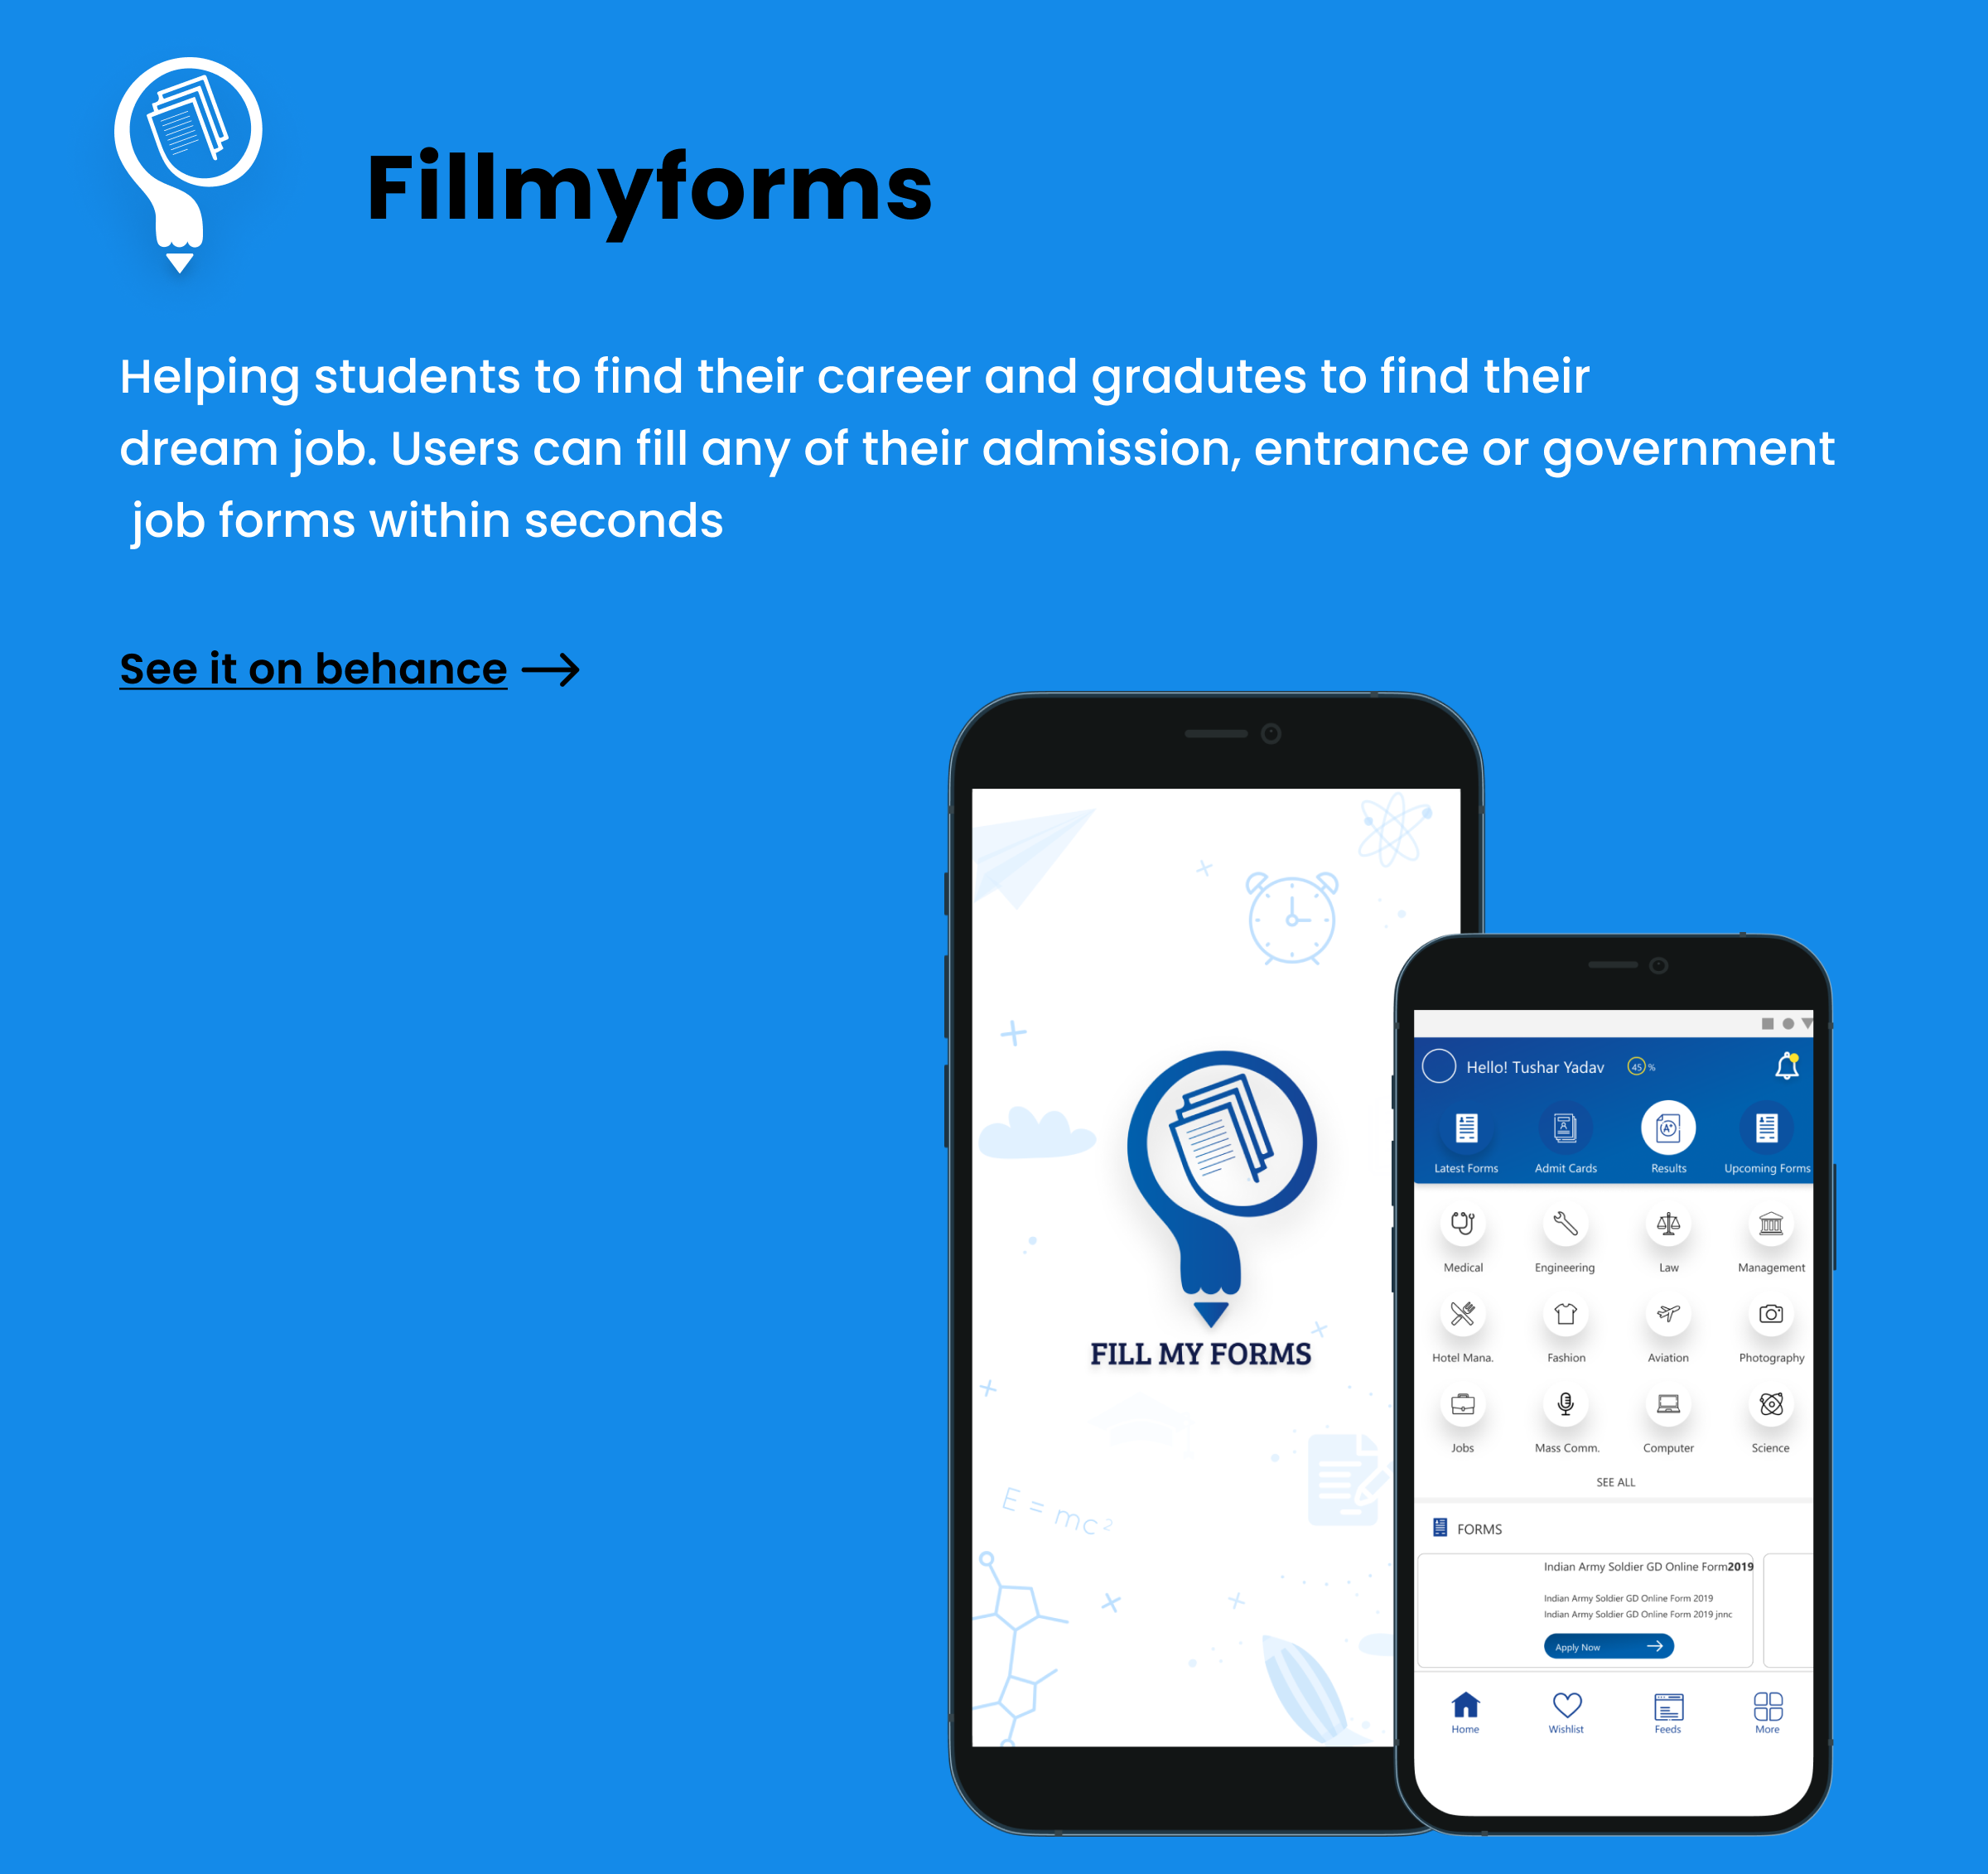 Fillmyforms
Helping students to find their career and gradutes to find their
dream job. Users can fill any of their admission, entrance or government
job forms within seconds
See it on behance
FILL MY FORMS
E = mc²
Hello! Tushar Yadav 45 %
A+
Latest Forms Admit Cards Results Upcoming Forms
Medical Engineering Law Management
Hotel Mana. Fashion Aviation Photography
Jobs Mass Comm. Computer Science
SEE ALL
FORMS
Indian Army Soldier GD Online Form2019
Indian Army Soldier GD Online Form 2019
Indian Army Soldier GD Online Form 2019 jnnc
Apply Now
Home Wishlist Feeds More